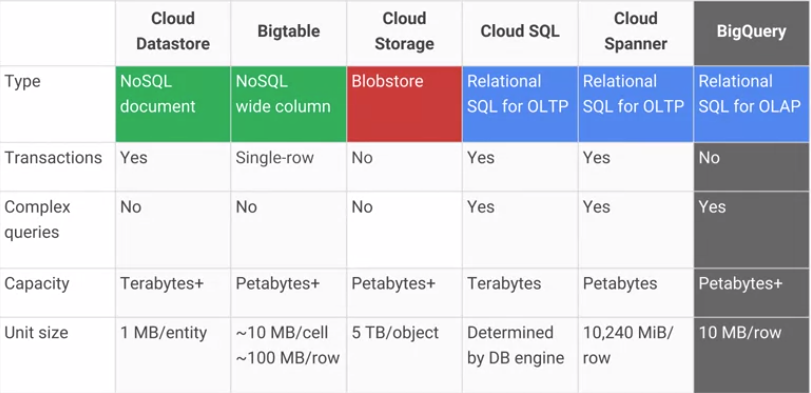 Cloud Datastore Bigtable Cloud Storage Cloud SQL Cloud Spanner BigQuery
Type NoSQL document NoSQL wide column Blobstore Relational SQL for OLTP Relational SQL for OLTP Relational SQL for OLAP
Transactions Yes Single-row No Yes Yes No
Complex queries No No No Yes Yes Yes
Capacity Terabytes+ Petabytes+ Petabytes+ Terabytes Petabytes Petabytes+
Unit size 1 MB/entity ~10 MB/cell ~100 MB/row 5 TB/object Determined by DB engine 10,240 MiB/ row 10 MB/row